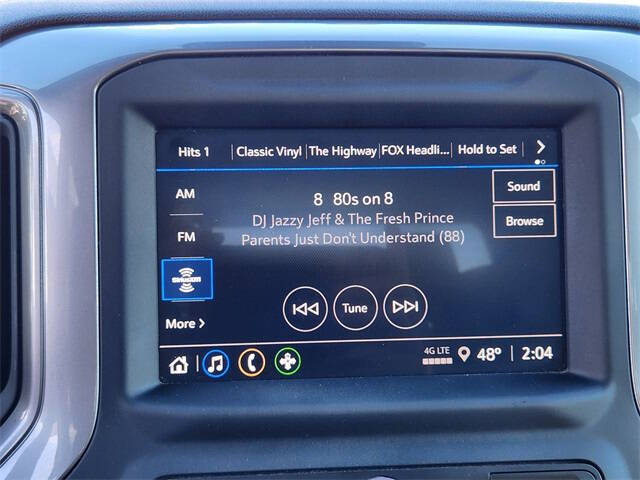 Hits 1 Classic Vinyl The Highway FOX Headli... Hold to Set
AM
8 80s on 8
Sound
DJ Jazzy Jeff & The Fresh Prince
Browse
FM
Parents Just Don't Understand (88)
SiriusXM
Tune
More
4G LTE
48° 2:04